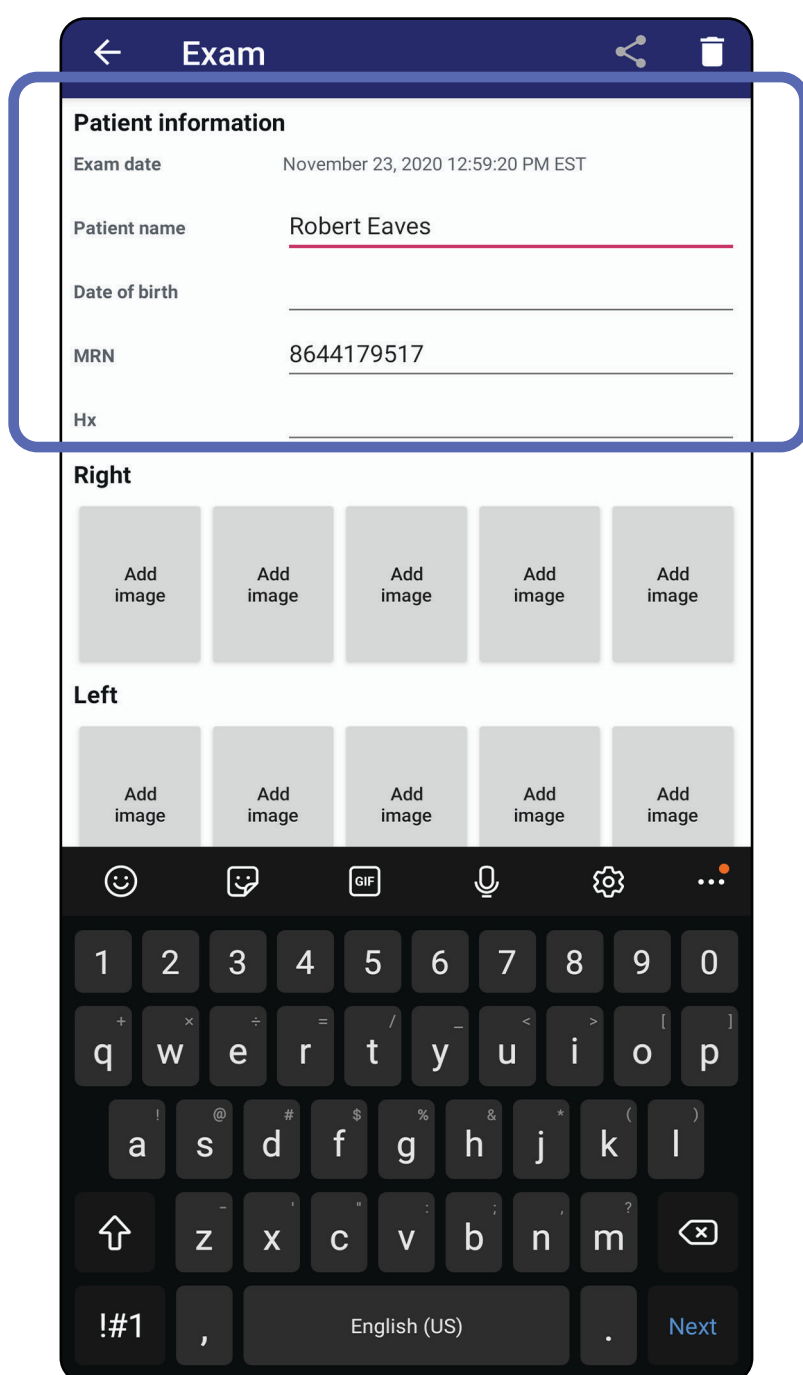 Exam
Patient information
Exam date November 23, 2020 12:59:20 PM EST
Patient name Robert Eaves
Date of birth
MRN 8644179517
Hx
Right
Add image Add image Add image Add image Add image
Left
Add image Add image Add image Add image Add image
GIF
1 2 3 4 5 6 7 8 9 0
+ × ÷ = / _ < > [ ]
q w e r t y u i o p
! @ # $ % & * ( )
a s d f g h j k l
- ' " : ; , ?
z x c v b n m
!#1 , English (US) . Next